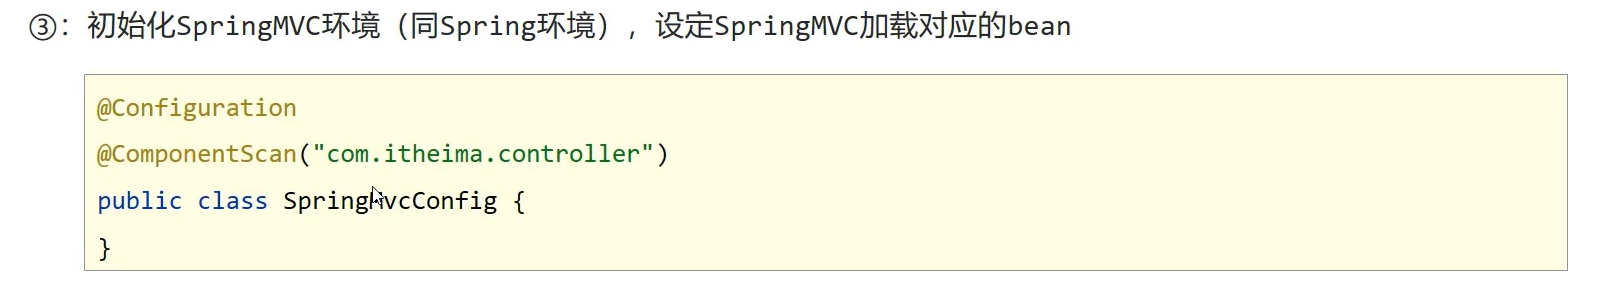 ③：初始化SpringMVC环境（同Spring环境），设定SpringMVC加载对应的bean
@Configuration
@ComponentScan("com.itheima.controller")
public class SpringMvcConfig {
}